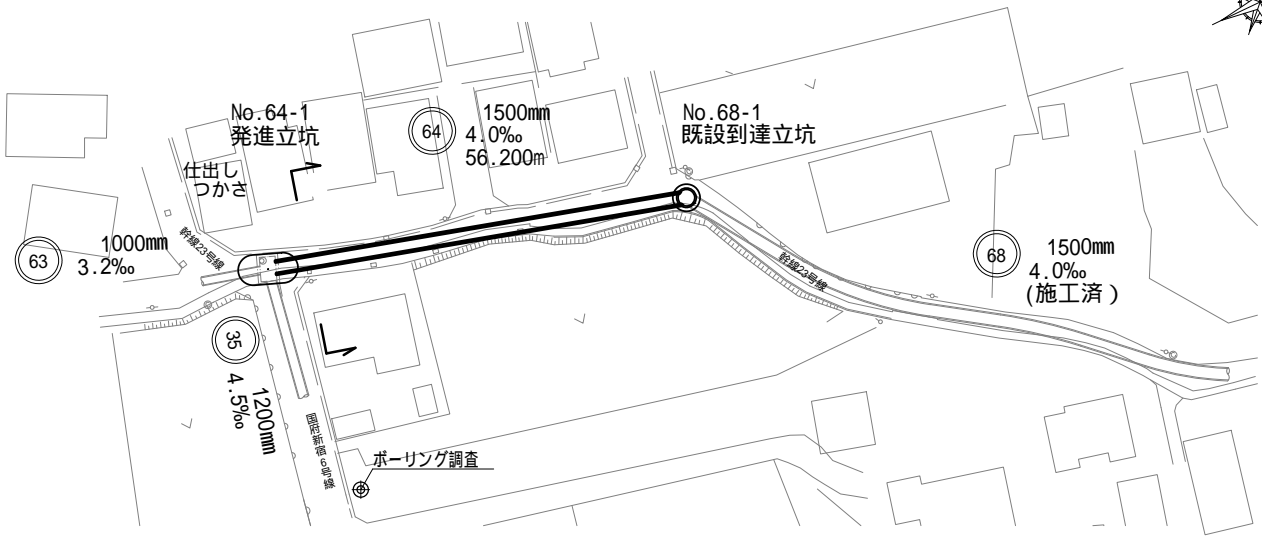 No.64-1
発進立坑
仕出し
つかさ
64
1500mm
4.0‰
56.200m
No.68-1
既設到達立坑
63
1000mm
3.2‰
幹線23号線
幹線23号線
68
1500mm
4.0‰
(施工済)
35
1200mm
4.5‰
国府新宿6号線
ボーリング調査